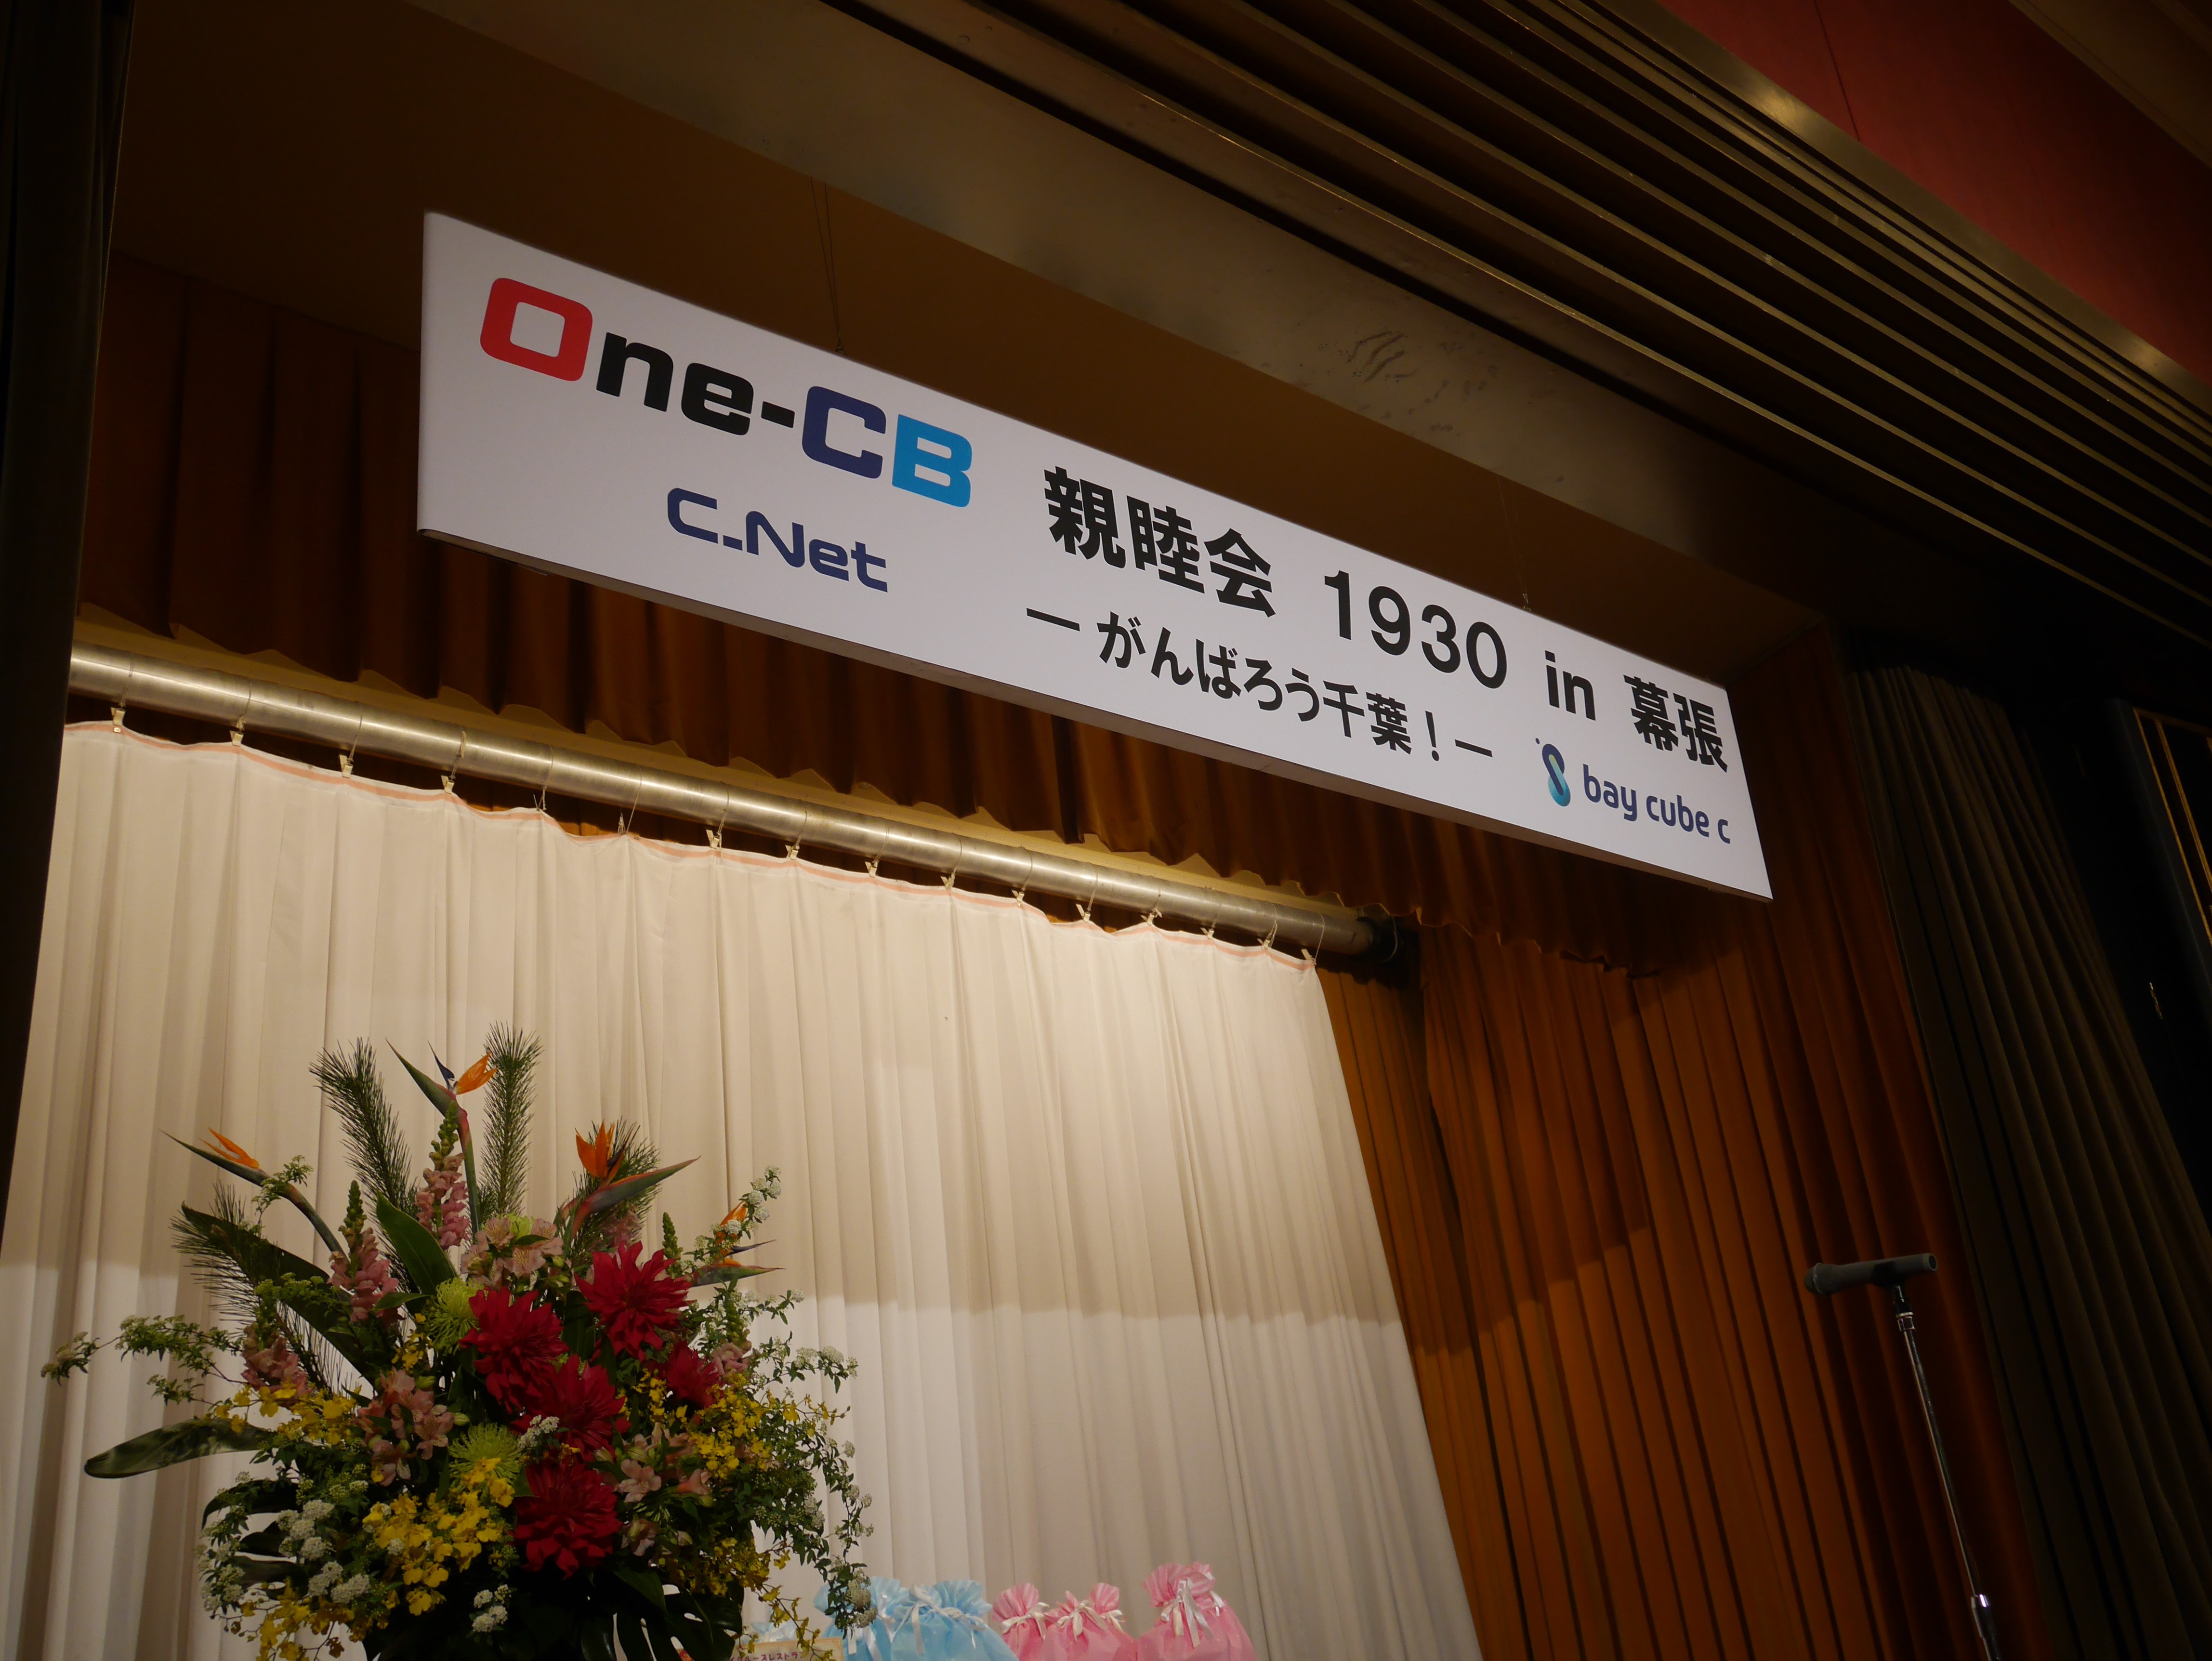 One-CB 親睦会 1930 in 幕張
C-Net ーがんばろう千葉!ー bay cube c